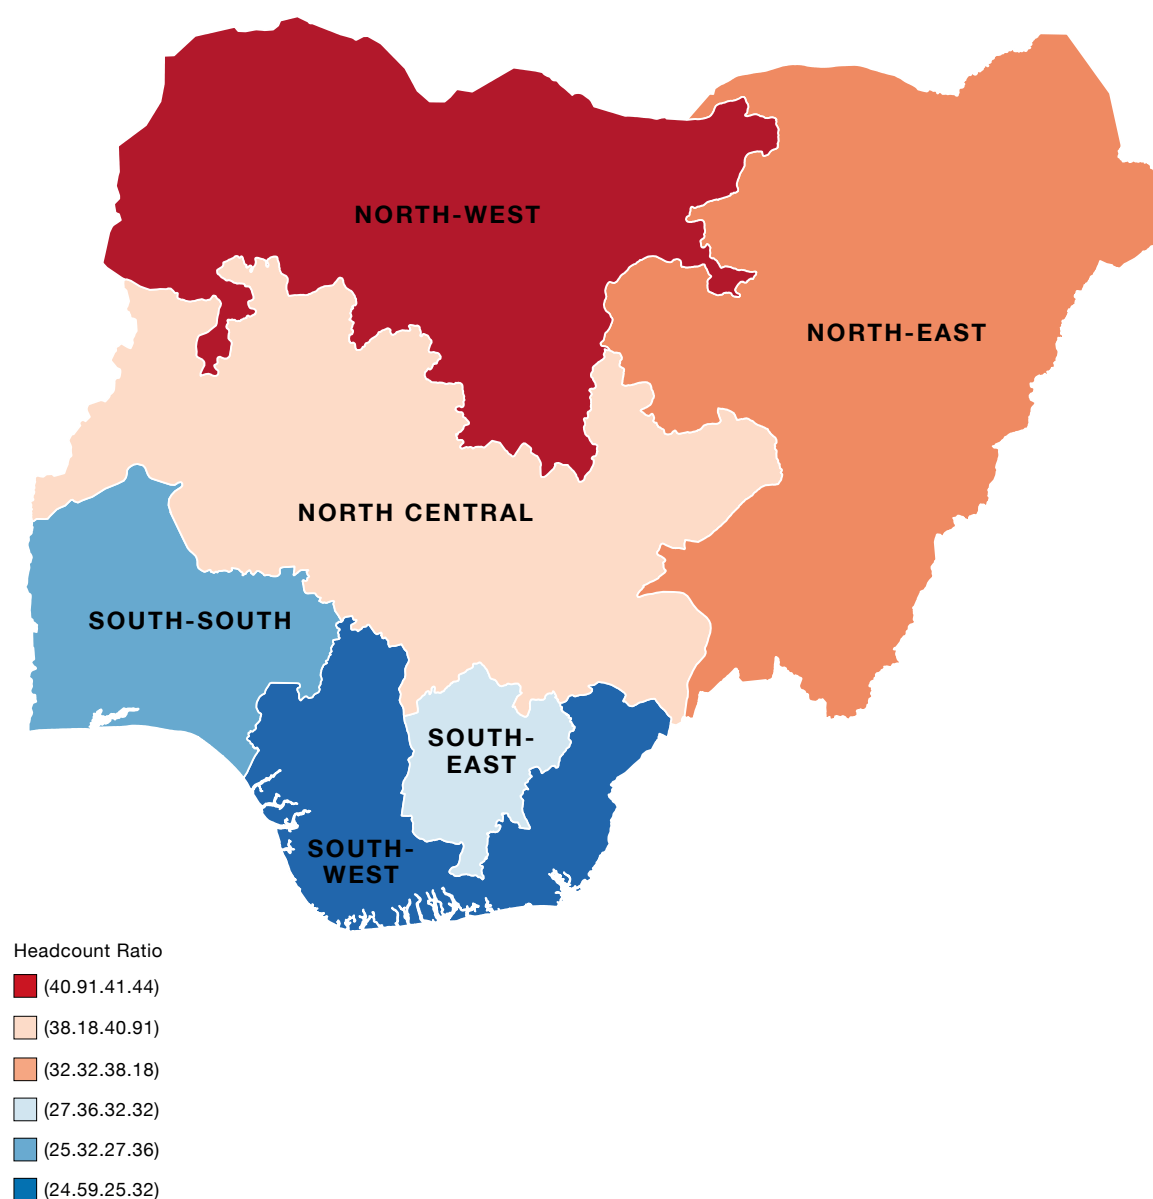 NORTH-WEST
NORTH-EAST
NORTH CENTRAL
SOUTH-SOUTH
SOUTH-
EAST
SOUTH-
WEST
Headcount Ratio
(40.91.41.44)
(38.18.40.91)
(32.32.38.18)
(27.36.32.32)
(25.32.27.36)
(24.59.25.32)